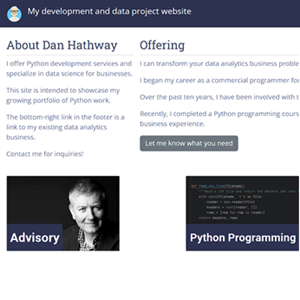 My development and data project website
About Dan Hathway
I offer Python development services and
specialize in data science for businesses.
This site is intended to showcase my
growing portfolio of Python work.
The bottom right link in the footer is a
link to my existing data analytics
business.
Contact me for inquiries!
Offering
I can transform your data analytics business proble
I began my career as a commercial programmer fo
Over the past ten years, I have been involved with t
Recently, I completed a Python programming cours
business experience.
Let me know what you need
Advisory
Python Programming